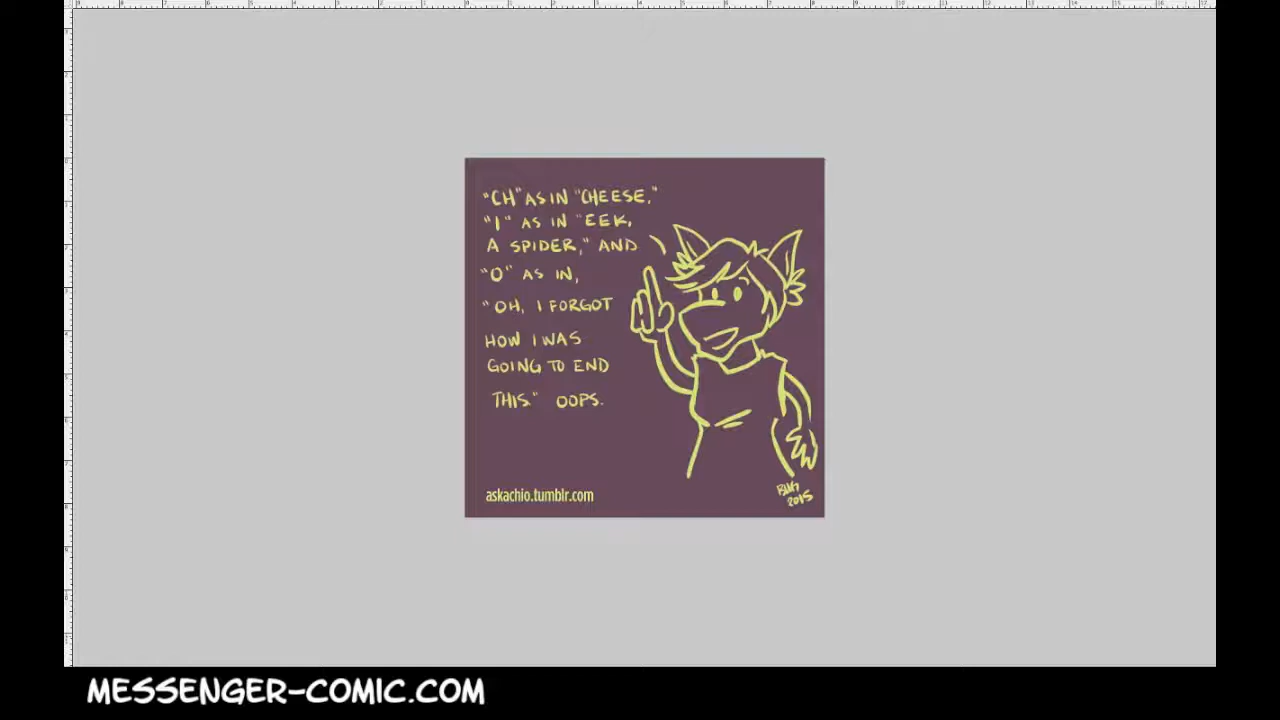 "CH" AS IN "CHEESE,"
"I" AS IN "EEK,
A SPIDER," AND
"O" AS IN,
"OH, I FORGOT
HOW I WAS
GOING TO END
THIS." OOPS.
askachio.tumblr.com
2015
MESSENGER-COMIC.COM